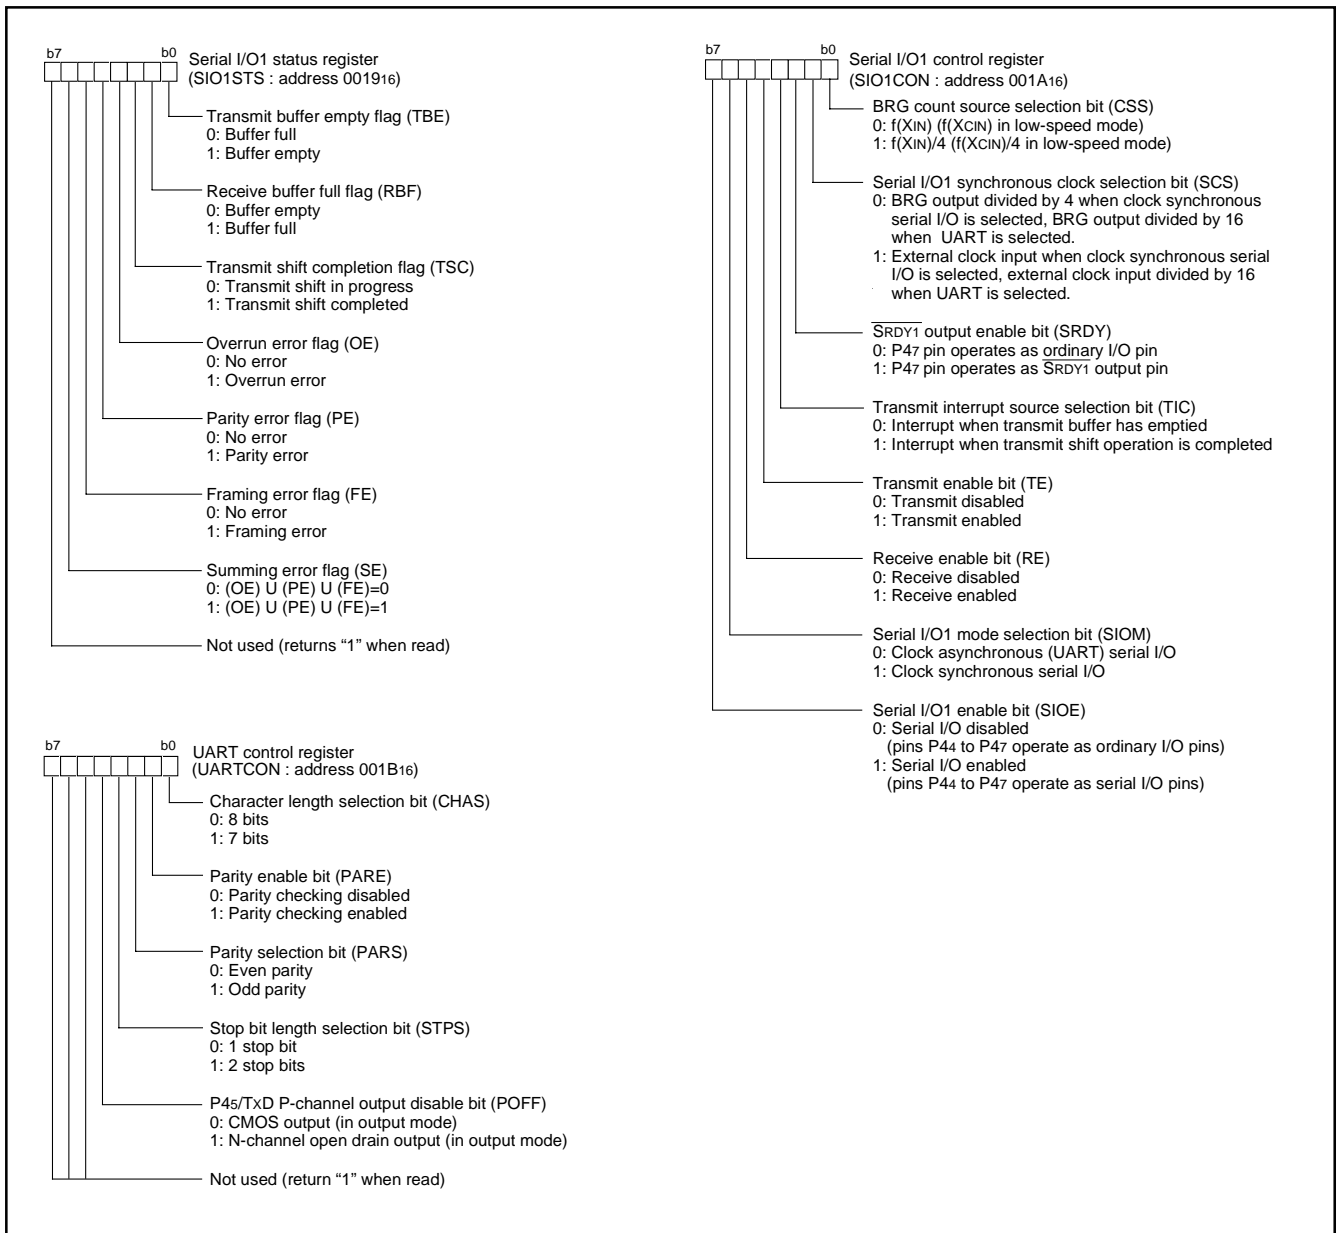 b7 b0
Serial I/O1 status register
(SIO1STS : address 001916)
Transmit buffer empty flag (TBE)
0: Buffer full
1: Buffer empty
Receive buffer full flag (RBF)
0: Buffer empty
1: Buffer full
Transmit shift completion flag (TSC)
0: Transmit shift in progress
1: Transmit shift completed
Overrun error flag (OE)
0: No error
1: Overrun error
Parity error flag (PE)
0: No error
1: Parity error
Framing error flag (FE)
0: No error
1: Framing error
Summing error flag (SE)
0: (OE) U (PE) U (FE)=0
1: (OE) U (PE) U (FE)=1
Not used (returns “1” when read)
b7 b0
UART control register
(UARTCON : address 001B16)
Character length selection bit (CHAS)
0: 8 bits
1: 7 bits
Parity enable bit (PARE)
0: Parity checking disabled
1: Parity checking enabled
Parity selection bit (PARS)
0: Even parity
1: Odd parity
Stop bit length selection bit (STPS)
0: 1 stop bit
1: 2 stop bits
P45/TXD P-channel output disable bit (POFF)
0: CMOS output (in output mode)
1: N-channel open drain output (in output mode)
Not used (return “1” when read)
b7 b0
Serial I/O1 control register
(SIO1CON : address 001A16)
BRG count source selection bit (CSS)
0: f(XIN) (f(XCIN) in low-speed mode)
1: f(XIN)/4 (f(XCIN)/4 in low-speed mode)
Serial I/O1 synchronous clock selection bit (SCS)
0: BRG output divided by 4 when clock synchronous
serial I/O is selected, BRG output divided by 16
when UART is selected.
1: External clock input when clock synchronous serial
I/O is selected, external clock input divided by 16
when UART is selected.
SRDY1 output enable bit (SRDY)
0: P47 pin operates as ordinary I/O pin
1: P47 pin operates as SRDY1 output pin
Transmit interrupt source selection bit (TIC)
0: Interrupt when transmit buffer has emptied
1: Interrupt when transmit shift operation is completed
Transmit enable bit (TE)
0: Transmit disabled
1: Transmit enabled
Receive enable bit (RE)
0: Receive disabled
1: Receive enabled
Serial I/O1 mode selection bit (SIOM)
0: Clock asynchronous (UART) serial I/O
1: Clock synchronous serial I/O
Serial I/O1 enable bit (SIOE)
0: Serial I/O disabled
(pins P44 to P47 operate as ordinary I/O pins)
1: Serial I/O enabled
(pins P44 to P47 operate as serial I/O pins)